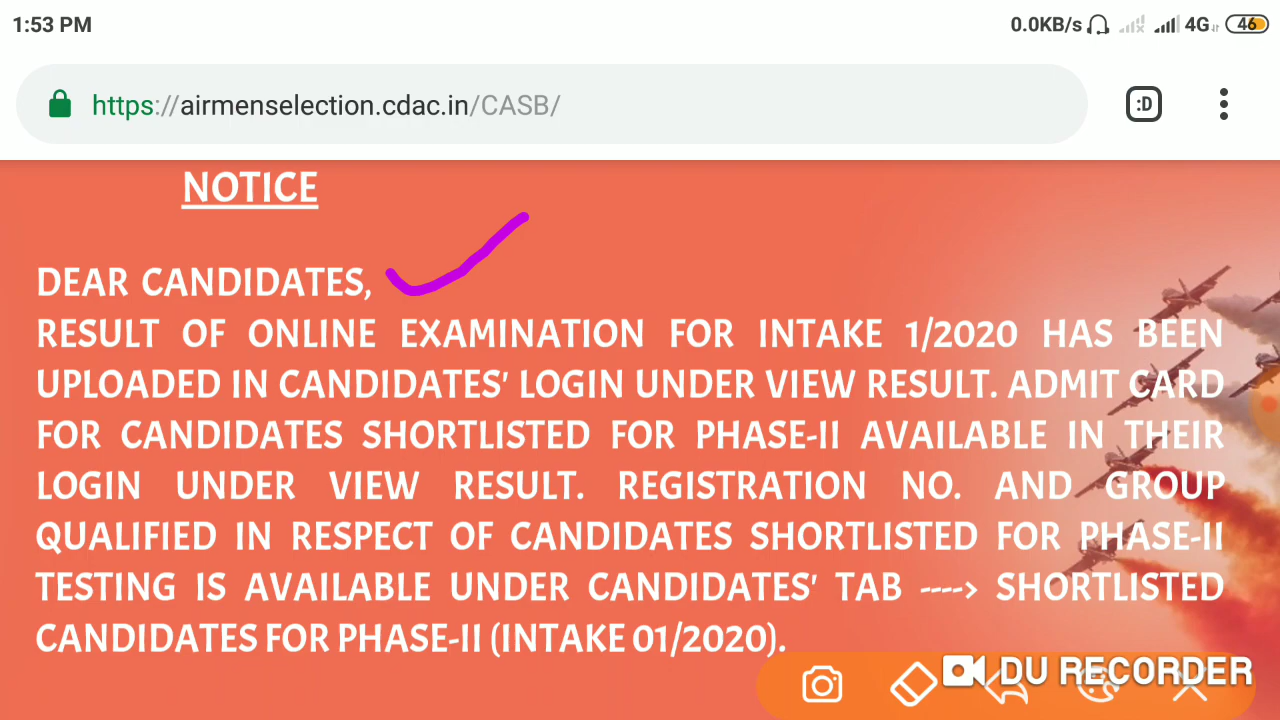 1:53 PM
0.0KB/s 4G 46
https://airmenselection.cdac.in/CASB/
:D
NOTICE
DEAR CANDIDATES,
RESULT OF ONLINE EXAMINATION FOR INTAKE 1/2020 HAS BEEN
UPLOADED IN CANDIDATES' LOGIN UNDER VIEW RESULT. ADMIT CARD
FOR CANDIDATES SHORTLISTED FOR PHASE-II AVAILABLE IN THEIR
LOGIN UNDER VIEW RESULT. REGISTRATION NO. AND GROUP
QUALIFIED IN RESPECT OF CANDIDATES SHORTLISTED FOR PHASE-II
TESTING IS AVAILABLE UNDER CANDIDATES' TAB ----> SHORTLISTED
CANDIDATES FOR PHASE-II (INTAKE 01/2020).
DU RECORDER